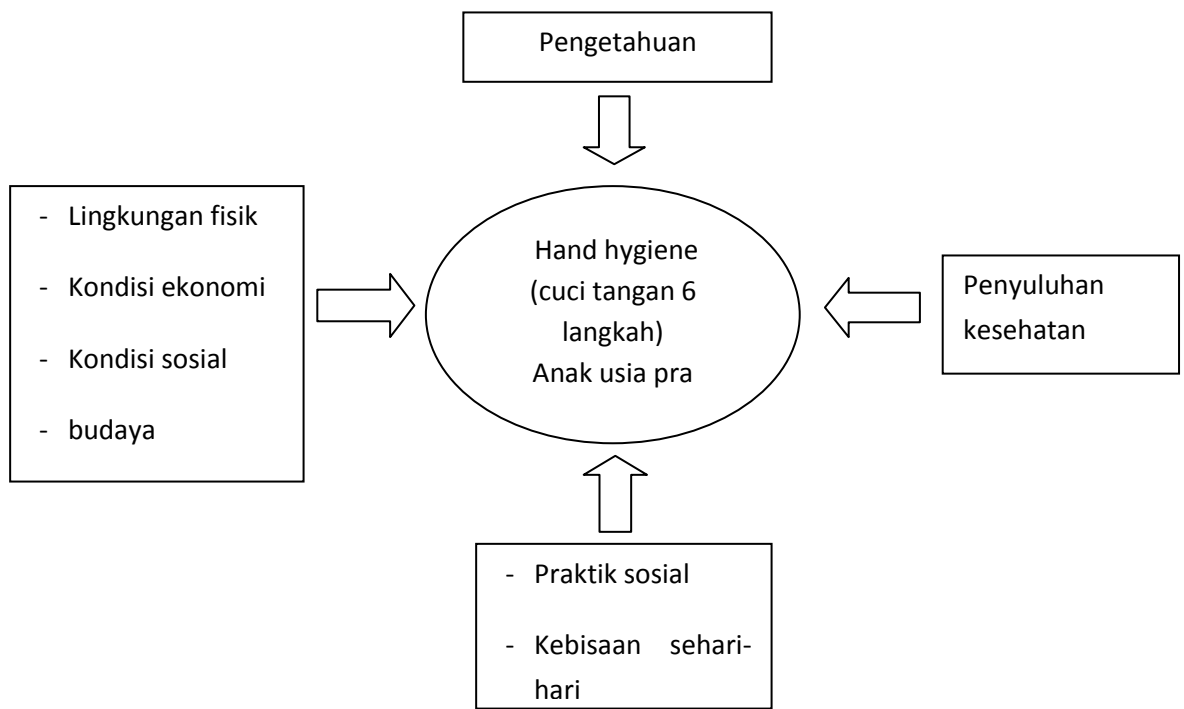 Pengetahuan
- Lingkungan fisik
- Kondisi ekonomi
- Kondisi sosial
- budaya
Hand hygiene
(cuci tangan 6
langkah)
Anak usia pra
Penyuluhan
kesehatan
- Praktik sosial
- Kebisaan sehari-
hari